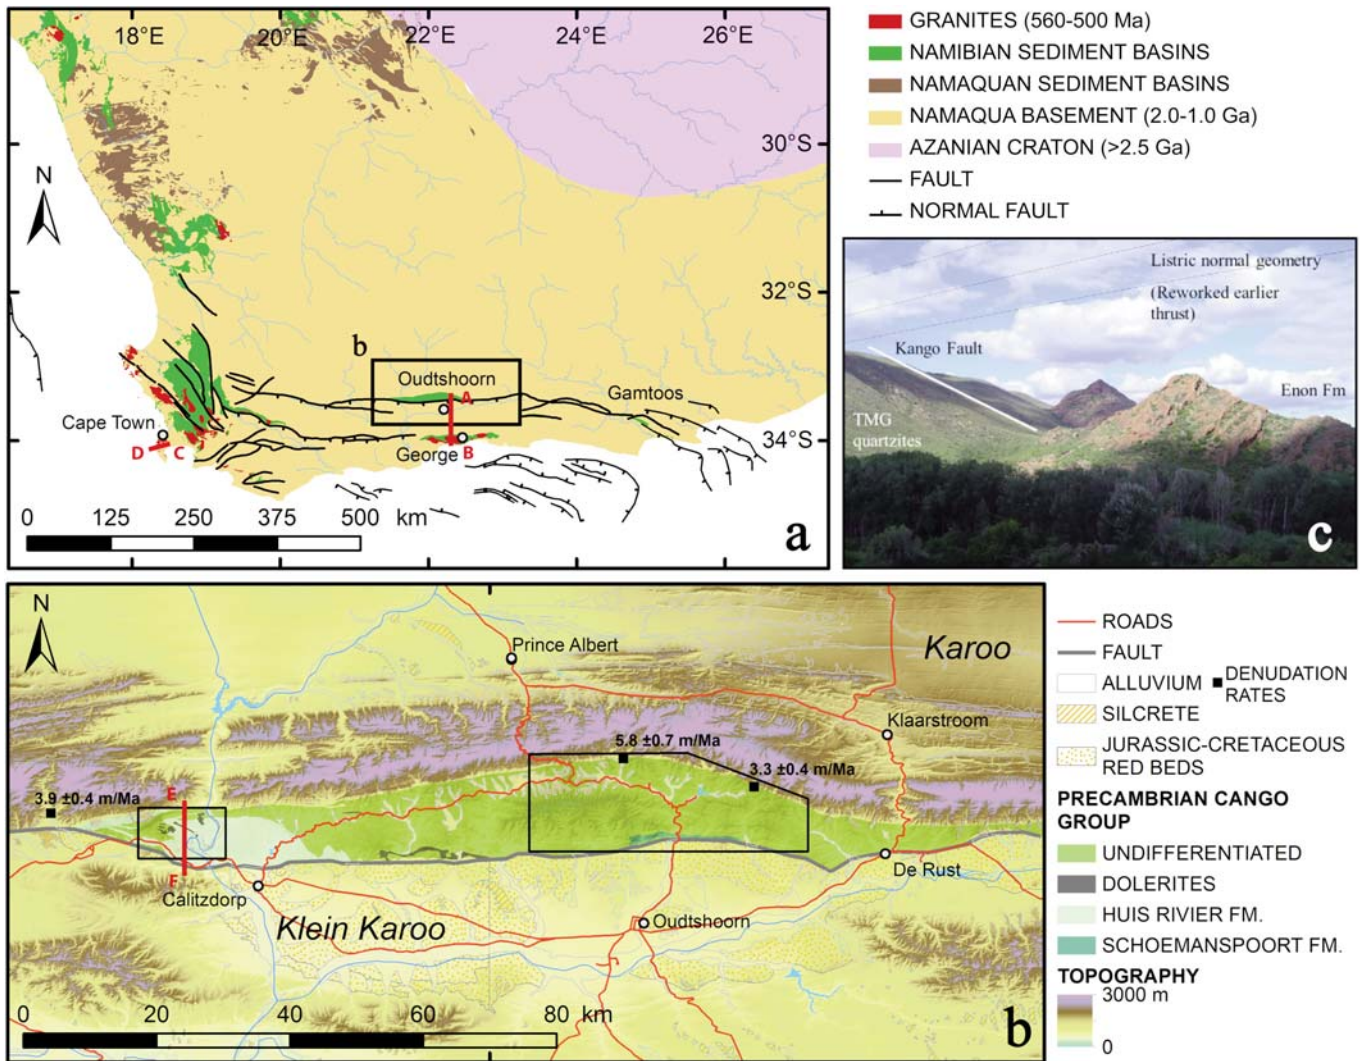 18°E 20°E 22°E 24°E 26°E
30°S
32°S
34°S
N
b
Oudtshoorn
A
Gamtoos
Cape Town
D C
George B
0 125 250 375 500 km
a
GRANITES (560-500 Ma)
NAMIBIAN SEDIMENT BASINS
NAMAQUAN SEDIMENT BASINS
NAMAQUA BASEMENT (2.0-1.0 Ga)
AZANIAN CRATON (>2.5 Ga)
FAULT
NORMAL FAULT
Listric normal geometry
(Reworked earlier
thrust)
Kango Fault
Enon Fm
TMG
quartzites
c
N
Prince Albert
Karoo
Klaarstroom
5.8 ±0.7 m/Ma
3.3 ±0.4 m/Ma
3.9 ±0.4 m/Ma
E
F
De Rust
Calitzdorp
Klein Karoo
Oudtshoorn
0 20 40 60 80 km
b
ROADS
FAULT
ALLUVIUM
DENUDATION
RATES
SILCRETE
JURASSIC-CRETACEOUS
RED BEDS
PRECAMBRIAN CANGO
GROUP
UNDIFFERENTIATED
DOLERITES
HUIS RIVIER FM.
SCHOEMANSPOORT FM.
TOPOGRAPHY
3000 m
0